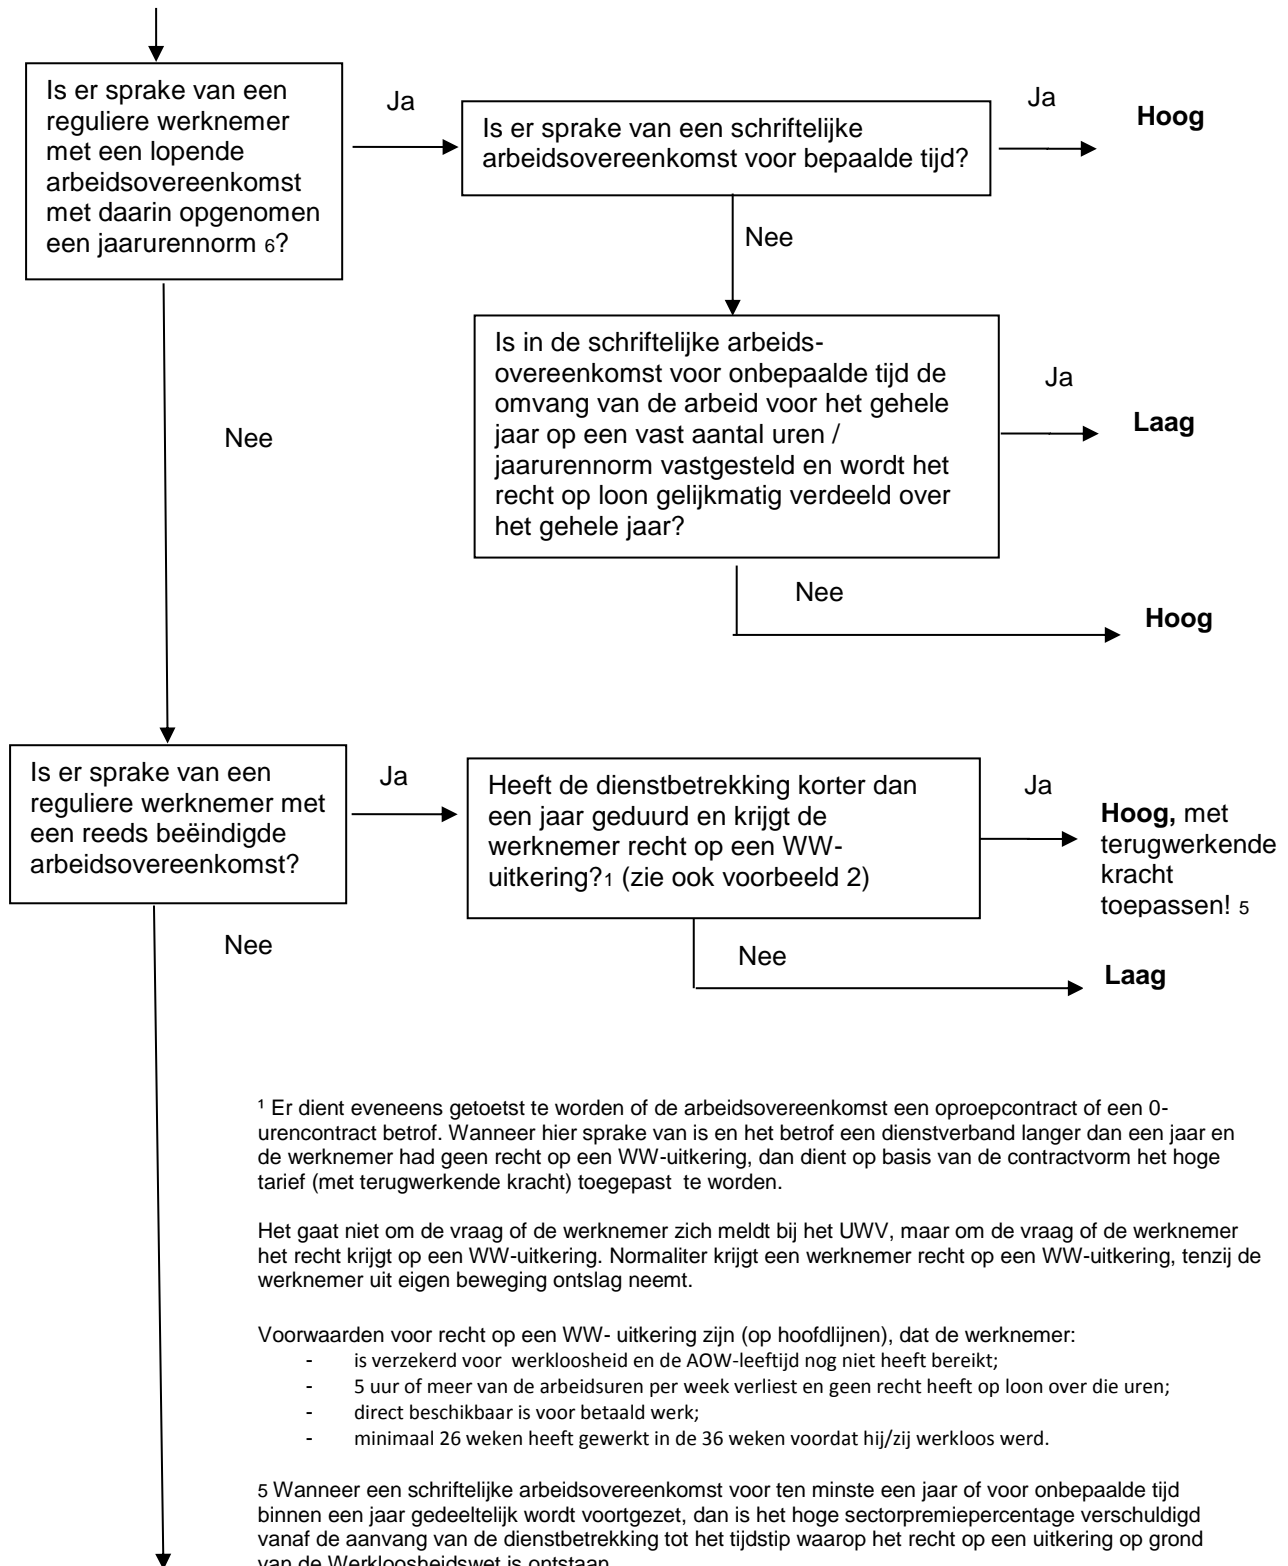 Is er sprake van een
reguliere werknemer
met een lopende
arbeidsovereenkomst
met daarin opgenomen
een jaarurennorm 6?
Ja
Is er sprake van een schriftelijke
arbeidsovereenkomst voor bepaalde tijd?
Ja
Hoog
Nee
Is in de schriftelijke arbeids-
overeenkomst voor onbepaalde tijd de
omvang van de arbeid voor het gehele
jaar op een vast aantal uren /
jaarurennorm vastgesteld en wordt het
recht op loon gelijkmatig verdeeld over
het gehele jaar?
Ja
Laag
Nee
Nee
Hoog
Is er sprake van een
reguliere werknemer met
een reeds beëindigde
arbeidsovereenkomst?
Ja
Heeft de dienstbetrekking korter dan
een jaar geduurd en krijgt de
werknemer recht op een WW-
uitkering?1 (zie ook voorbeeld 2)
Ja
Hoog, met
terugwerkende
kracht
toepassen! 5
Nee
Nee
Laag
¹ Er dient eveneens getoetst te worden of de arbeidsovereenkomst een oproepcontract of een 0-
urencontract betrof. Wanneer hier sprake van is en het betrof een dienstverband langer dan een jaar en
de werknemer had geen recht op een WW-uitkering, dan dient op basis van de contractvorm het hoge
tarief (met terugwerkende kracht) toegepast  te worden.
Het gaat niet om de vraag of de werknemer zich meldt bij het UWV, maar om de vraag of de werknemer
het recht krijgt op een WW-uitkering. Normaliter krijgt een werknemer recht op een WW-uitkering, tenzij de
werknemer uit eigen beweging ontslag neemt.
Voorwaarden voor recht op een WW- uitkering zijn (op hoofdlijnen), dat de werknemer:
- is verzekerd voor  werkloosheid en de AOW-leeftijd nog niet heeft bereikt;
- 5 uur of meer van de arbeidsuren per week verliest en geen recht heeft op loon over die uren;
- direct beschikbaar is voor betaald werk;
- minimaal 26 weken heeft gewerkt in de 36 weken voordat hij/zij werkloos werd.
5 Wanneer een schriftelijke arbeidsovereenkomst voor ten minste een jaar of voor onbepaalde tijd
binnen een jaar gedeeltelijk wordt voortgezet, dan is het hoge sectorpremiepercentage verschuldigd
vanaf de aanvang van de dienstbetrekking tot het tijdstip waarop het recht op een uitkering op grond
van de Werkloosheidswet is ontstaan